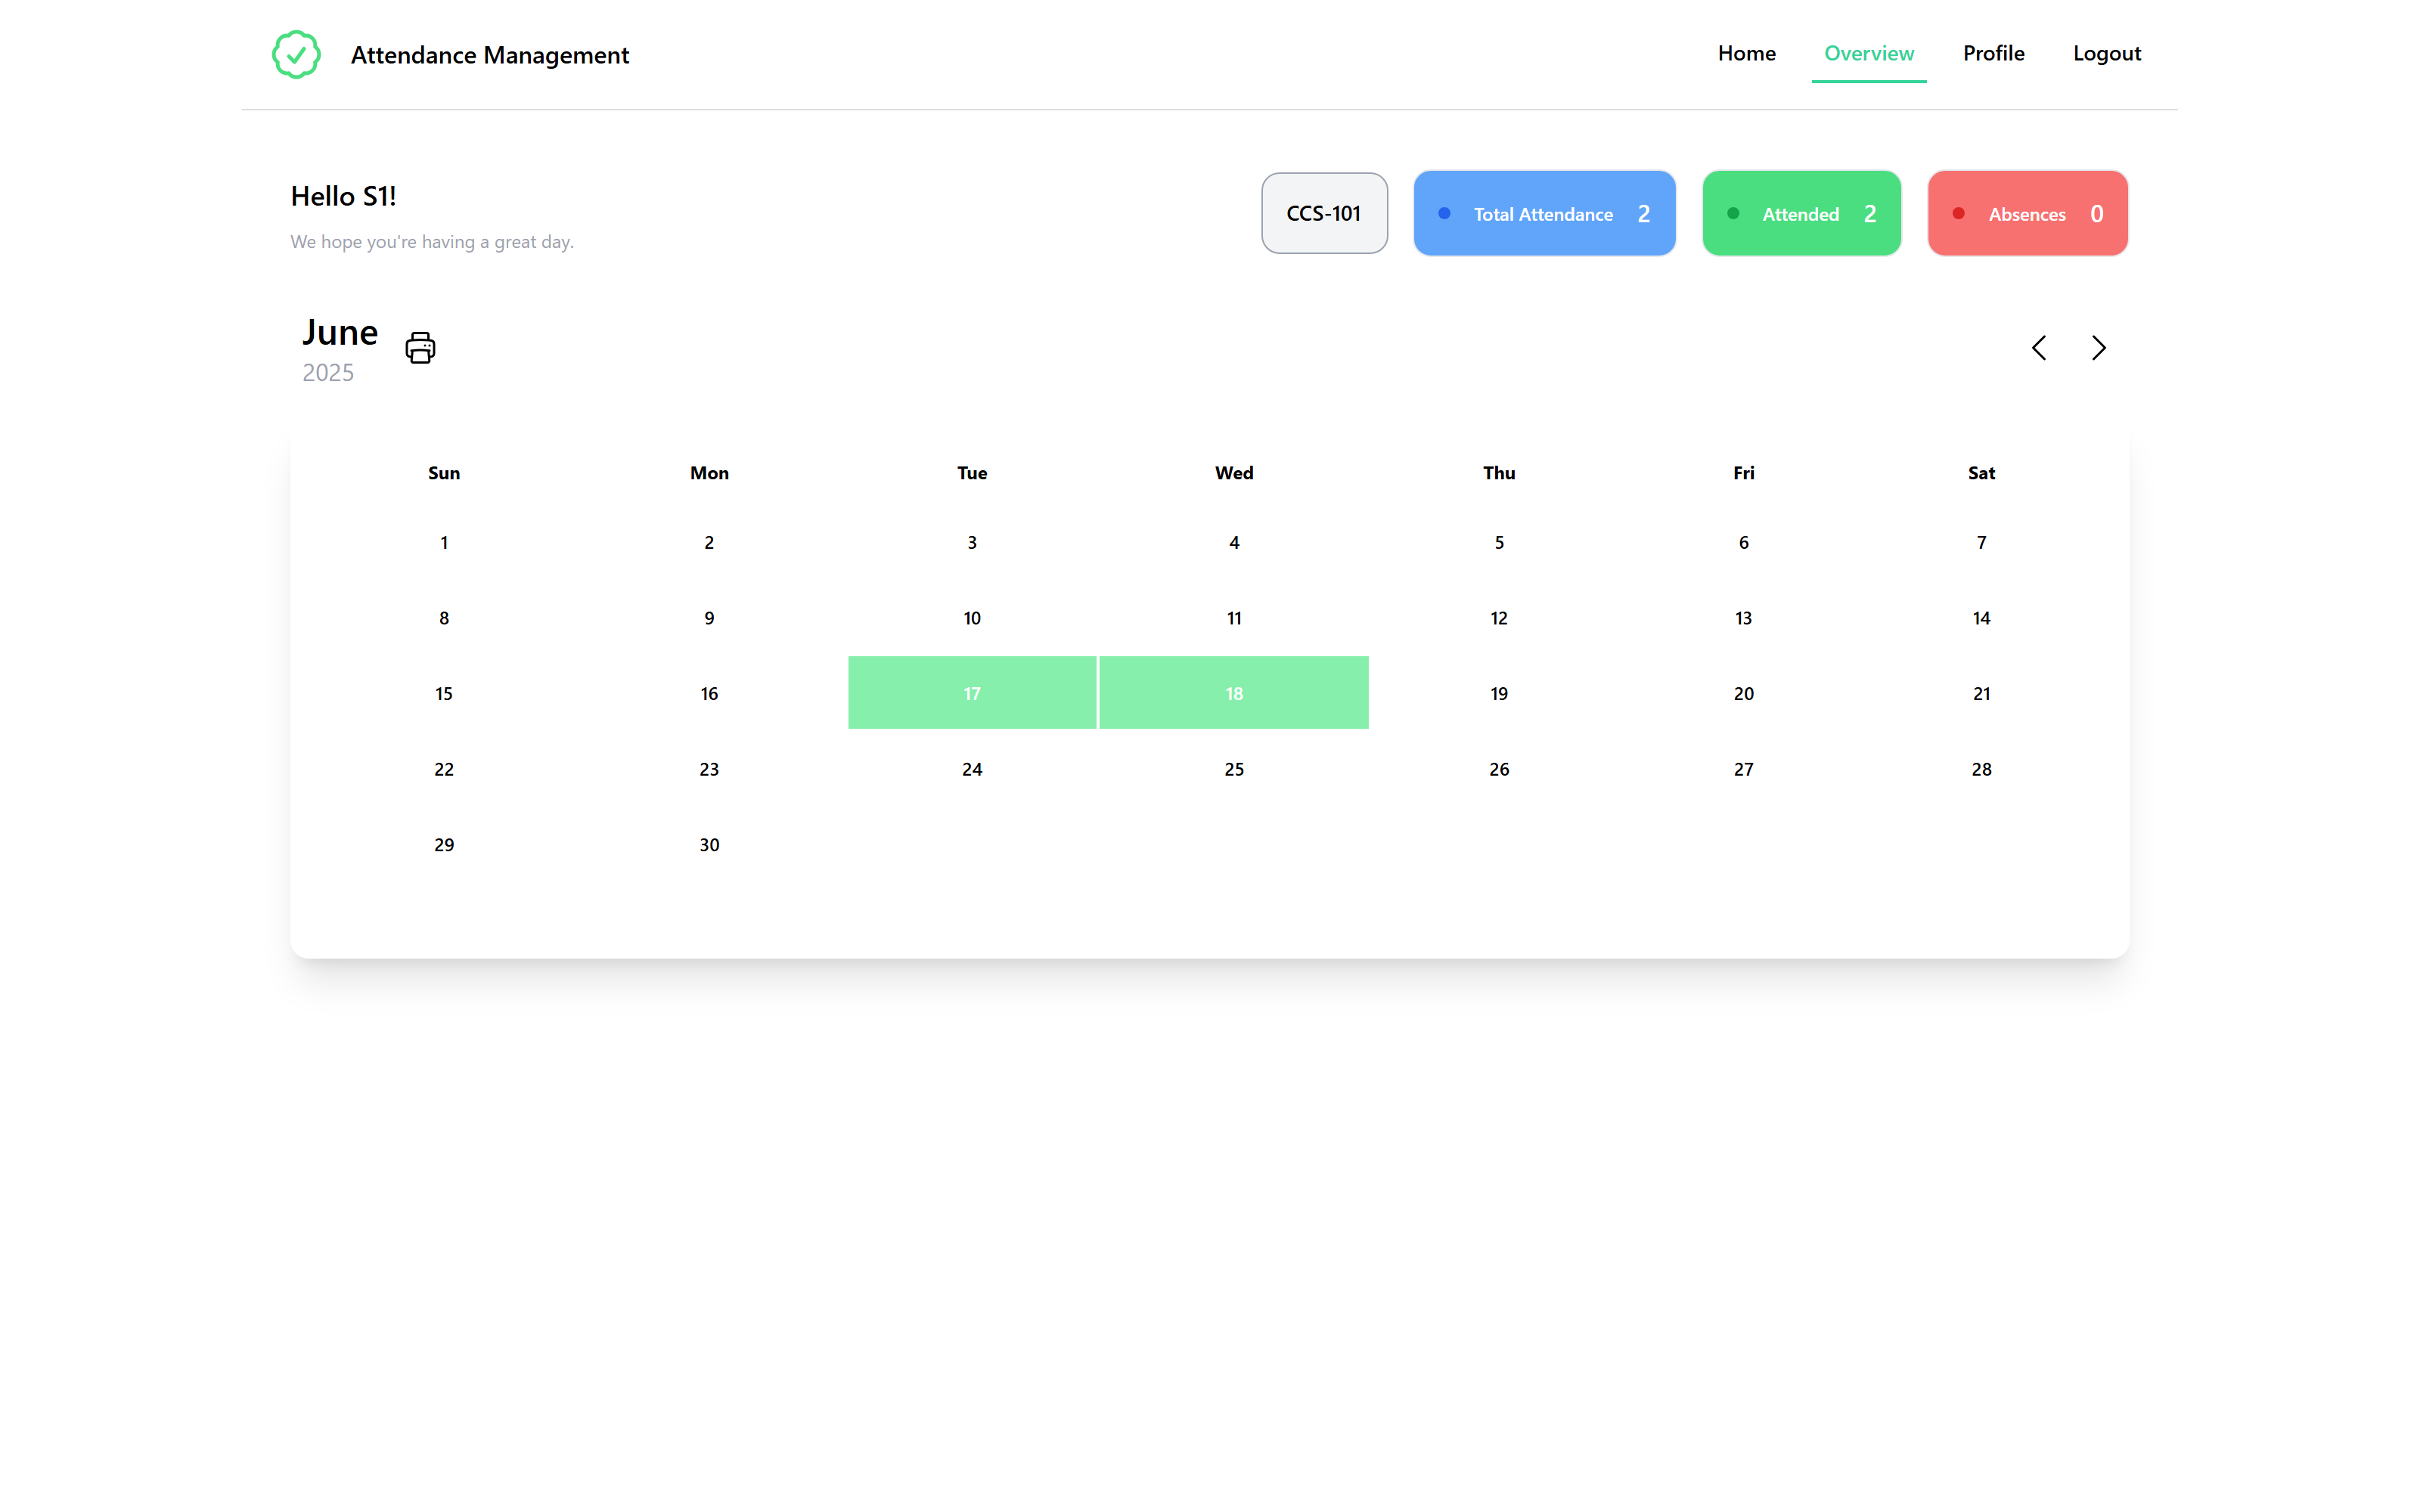 Attendance Management Home Overview Profile Logout
Hello S1!
We hope you're having a great day.
CCS-101 Total Attendance 2 Attended 2 Absences 0
June
2025
Sun Mon Tue Wed Thu Fri Sat
1 2 3 4 5 6 7
8 9 10 11 12 13 14
15 16 17 18 19 20 21
22 23 24 25 26 27 28
29 30